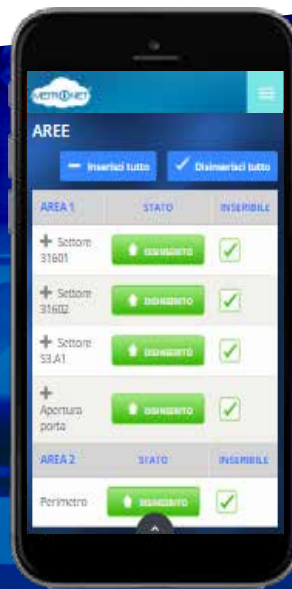 METRONET
AREE
Inserisci tutto
Disinserisci tutto
AREA 1 STATO INSERIBILE
Settore
31601
DISINSERITO
Settore
31602
DISINSERITO
Settore
S3.A1
DISINSERITO
Apertura
porta
DISINSERITO
AREA 2 STATO INSERIBILE
Perimetro
DISINSERITO